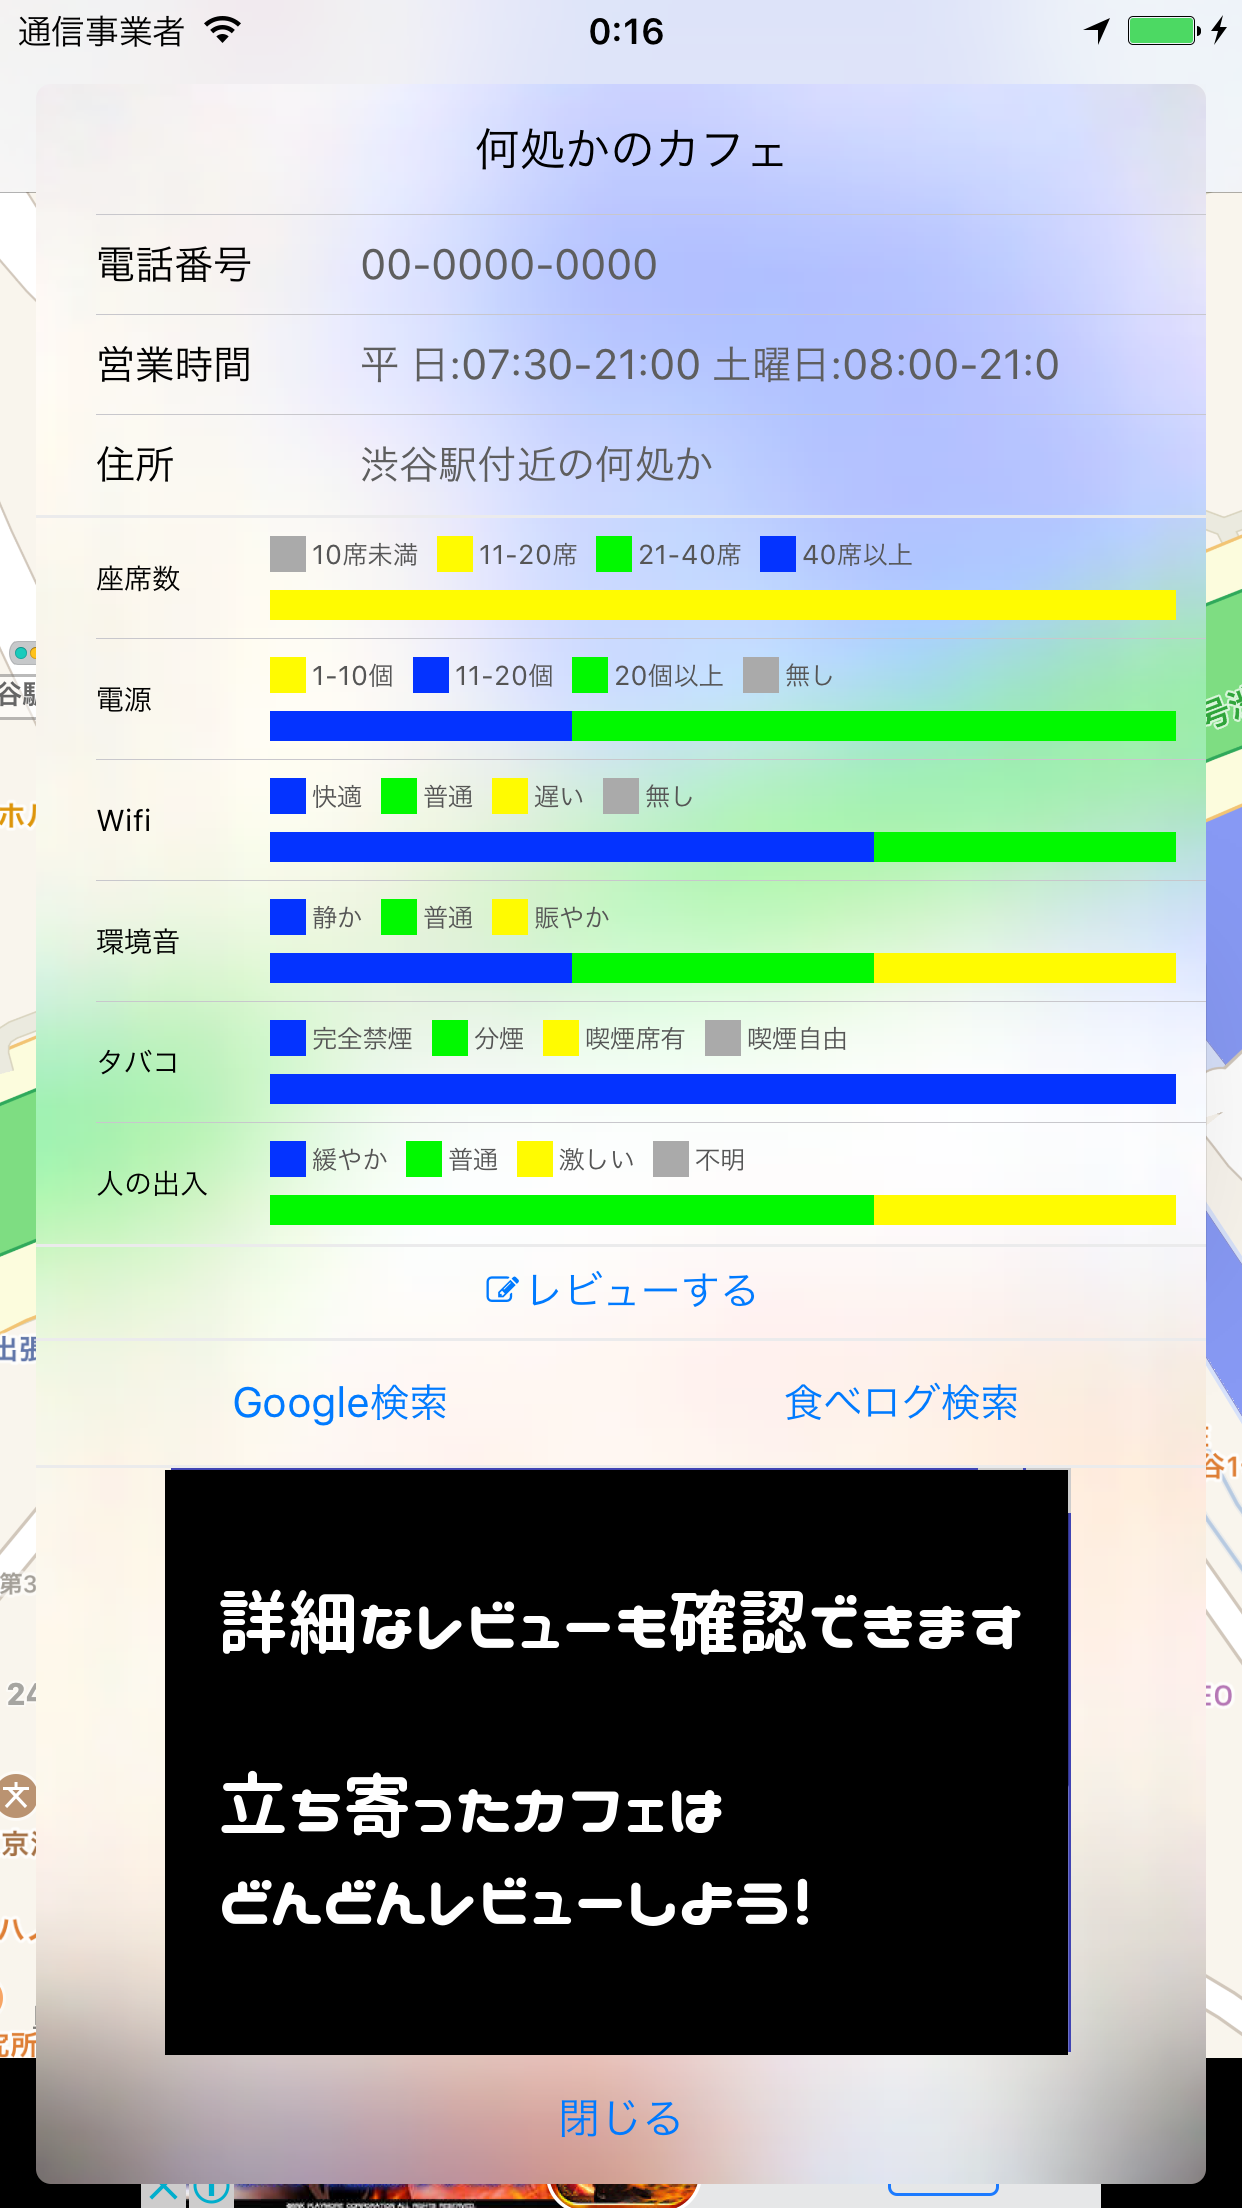 通信事業者 0:16
何処かのカフェ
電話番号 00-0000-0000
営業時間 平 日:07:30-21:00 土曜日:08:00-21:0
住所 渋谷駅付近の何処か
座席数 10席未満 11-20席 21-40席 40席以上
電源 1-10個 11-20個 20個以上 無し
Wifi 快適 普通 遅い 無し
環境音 静か 普通 賑やか
タバコ 完全禁煙 分煙 喫煙席有 喫煙自由
人の出入 緩やか 普通 激しい 不明
レビューする
Google検索 食べログ検索
詳細なレビューも確認できます
立ち寄ったカフェは
どんどんレビューしよう!
閉じる
出張
第3
24
文